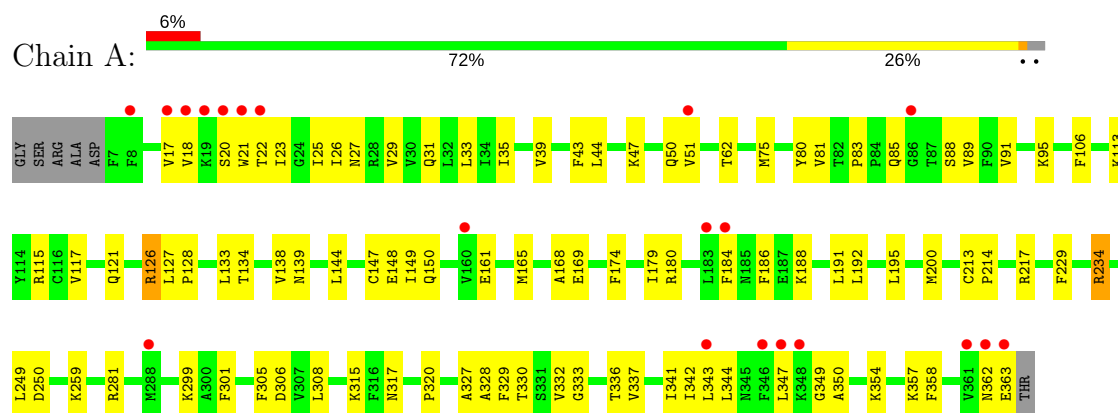 6%
Chain A:
72% 26% • •
GLY SER ARG ALA ASP F7 F8 V17 V18 K19 S20 W21 T22 I23 G24 I25 I26 N27 R28 V29 V30 Q31 L32 L33 I34 I35 V39 F43 L44 K47 Q50 V51 T62 M75 Y80 V81 T82 P83 P84 Q85 G86 T87 S88 V89 F90 V91 K95 F106 K113
Y114 R115 C116 V117 Q121 R126 L127 P128 L133 T134 V138 N139 L144 C147 E148 I149 Q150 V160 E161 M165 A168 E169 F174 I179 R180 L183 F184 N185 F186 E187 K188 L191 L192 L195 M200 C213 P214 R217 F229 R234
L249 D250 K259 R281 M288 K299 A300 F301 F305 D306 V307 L308 K315 F316 N317 P320 A327 A328 F329 T330 S331 V332 G333 T336 V337 I341 I342 L343 L344 N345 F346 L347 K348 G349 A350 K354 K357 F358 V361 N362 E363 THR